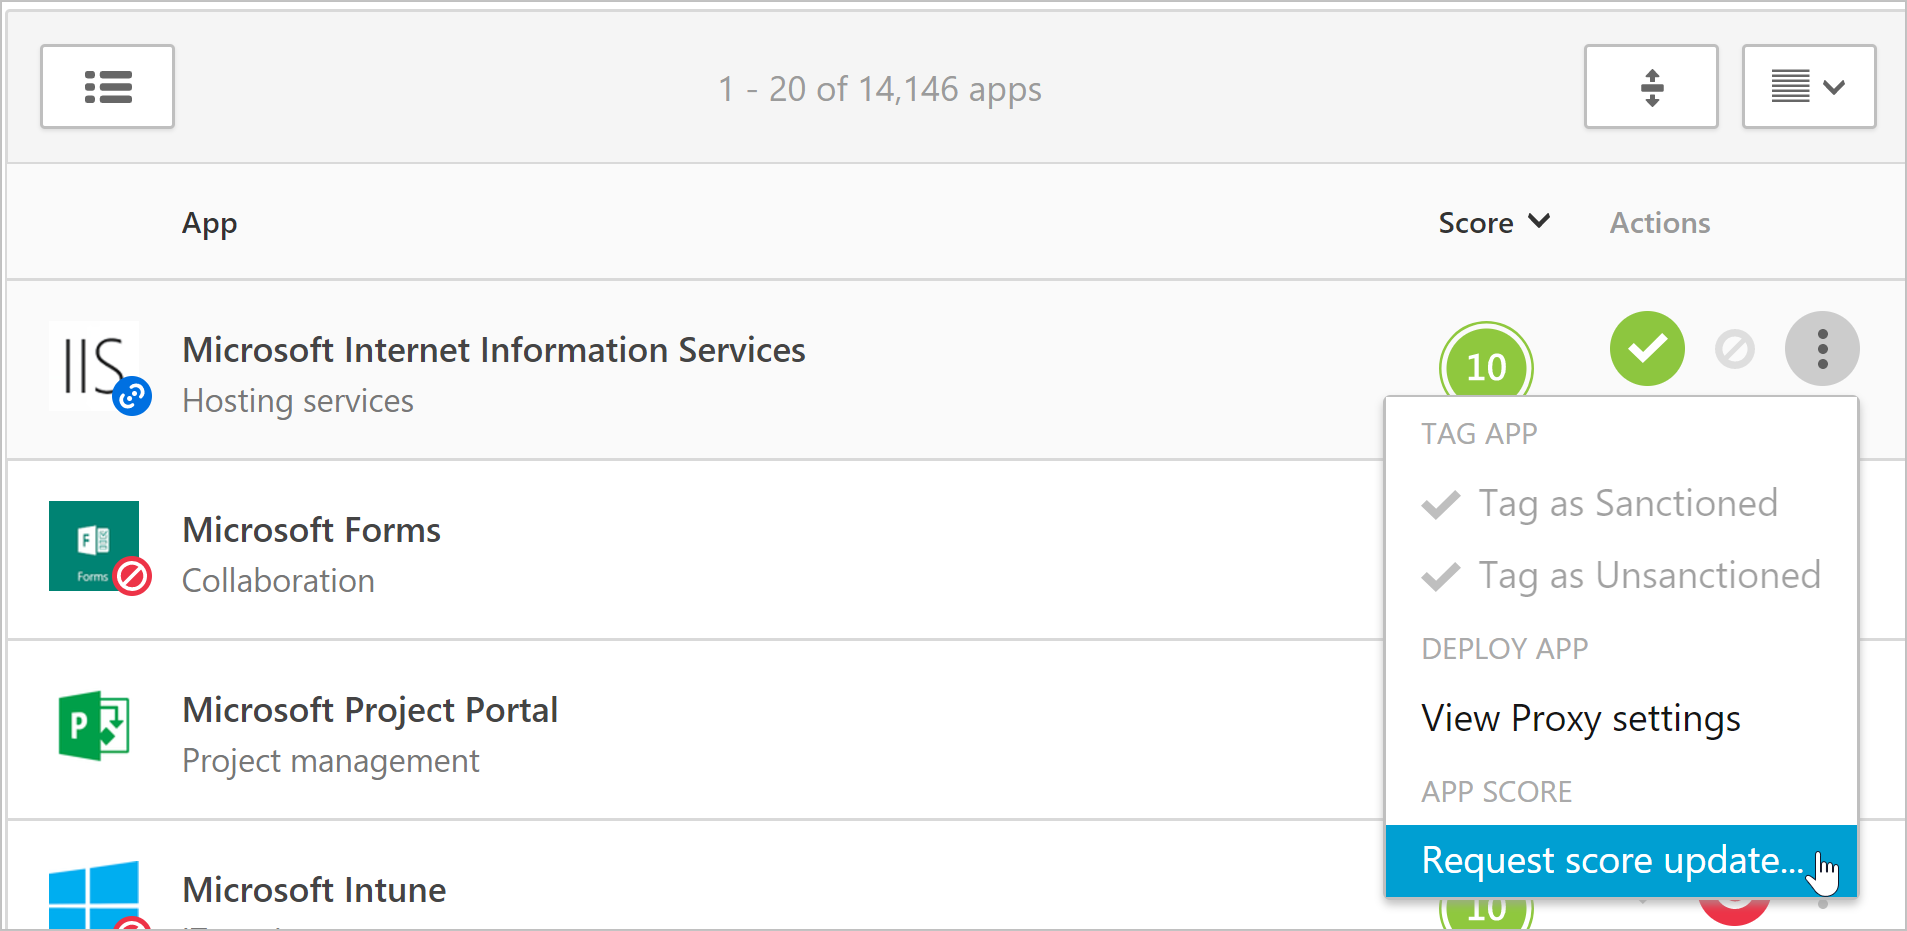 1 - 20 of 14,146 apps
App Score Actions
IIS
Microsoft Internet Information Services
Hosting services
10
TAG APP
Tag as Sanctioned
Tag as Unsanctioned
DEPLOY APP
View Proxy settings
APP SCORE
Request score update...
F
Forms
Microsoft Forms
Collaboration
P
Microsoft Project Portal
Project management
Microsoft Intune
10